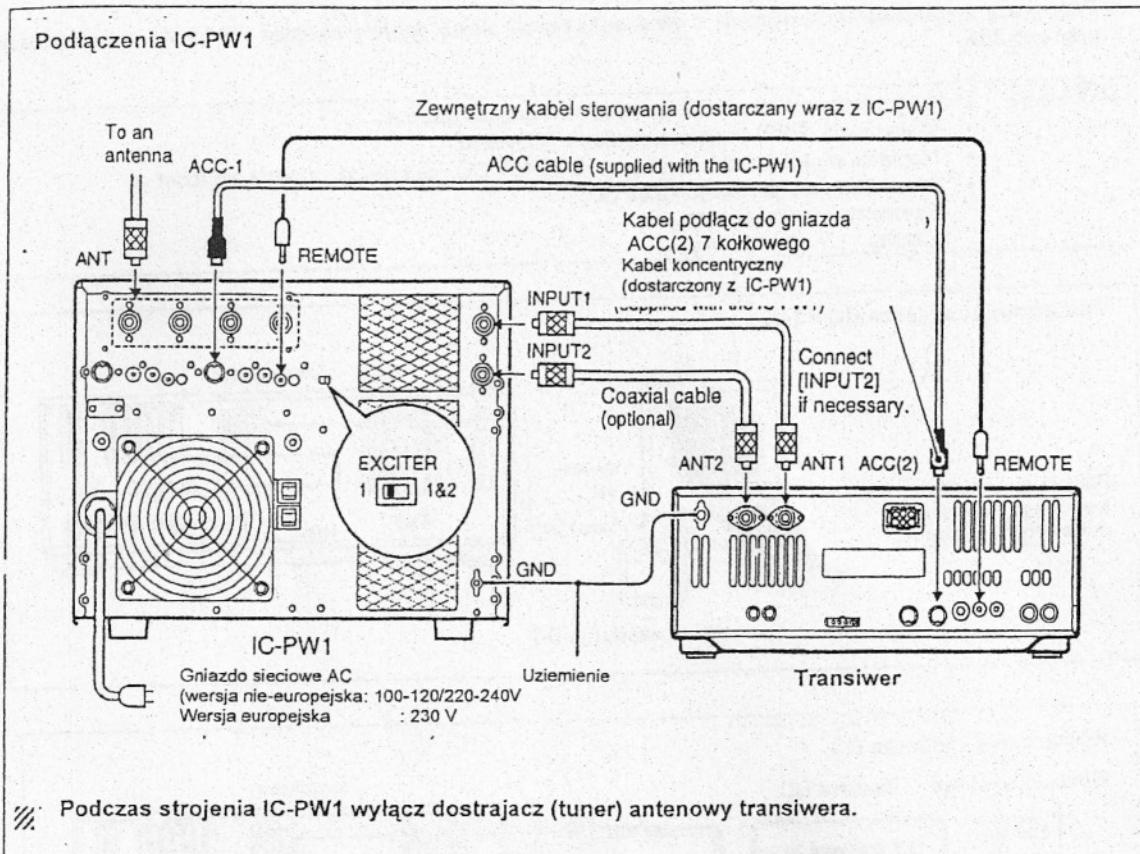 Podłączenia IC-PW1
Zewnętrzny kabel sterowania (dostarczany wraz z IC-PW1)
To an
antenna
ACC-1
ACC cable (supplied with the IC-PW1)
Kabel podłącz do gniazda
ACC(2) 7 kołkowego
Kabel koncentryczny
(dostarczony z IC-PW1)
ANT
REMOTE
INPUT1
INPUT2
Connect
[INPUT2]
if necessary.
Coaxial cable
(optional)
EXCITER
1 1&2
ANT2
ANT1
ACC(2)
REMOTE
GND
GND
IC-PW1
Gniazdo sieciowe AC
(wersja nie-europejska: 100-120/220-240V
Wersja europejska : 230 V
Uziemienie
Transiwer
Podczas strojenia IC-PW1 wyłącz dostrajacz (tuner) antenowy transiwera.